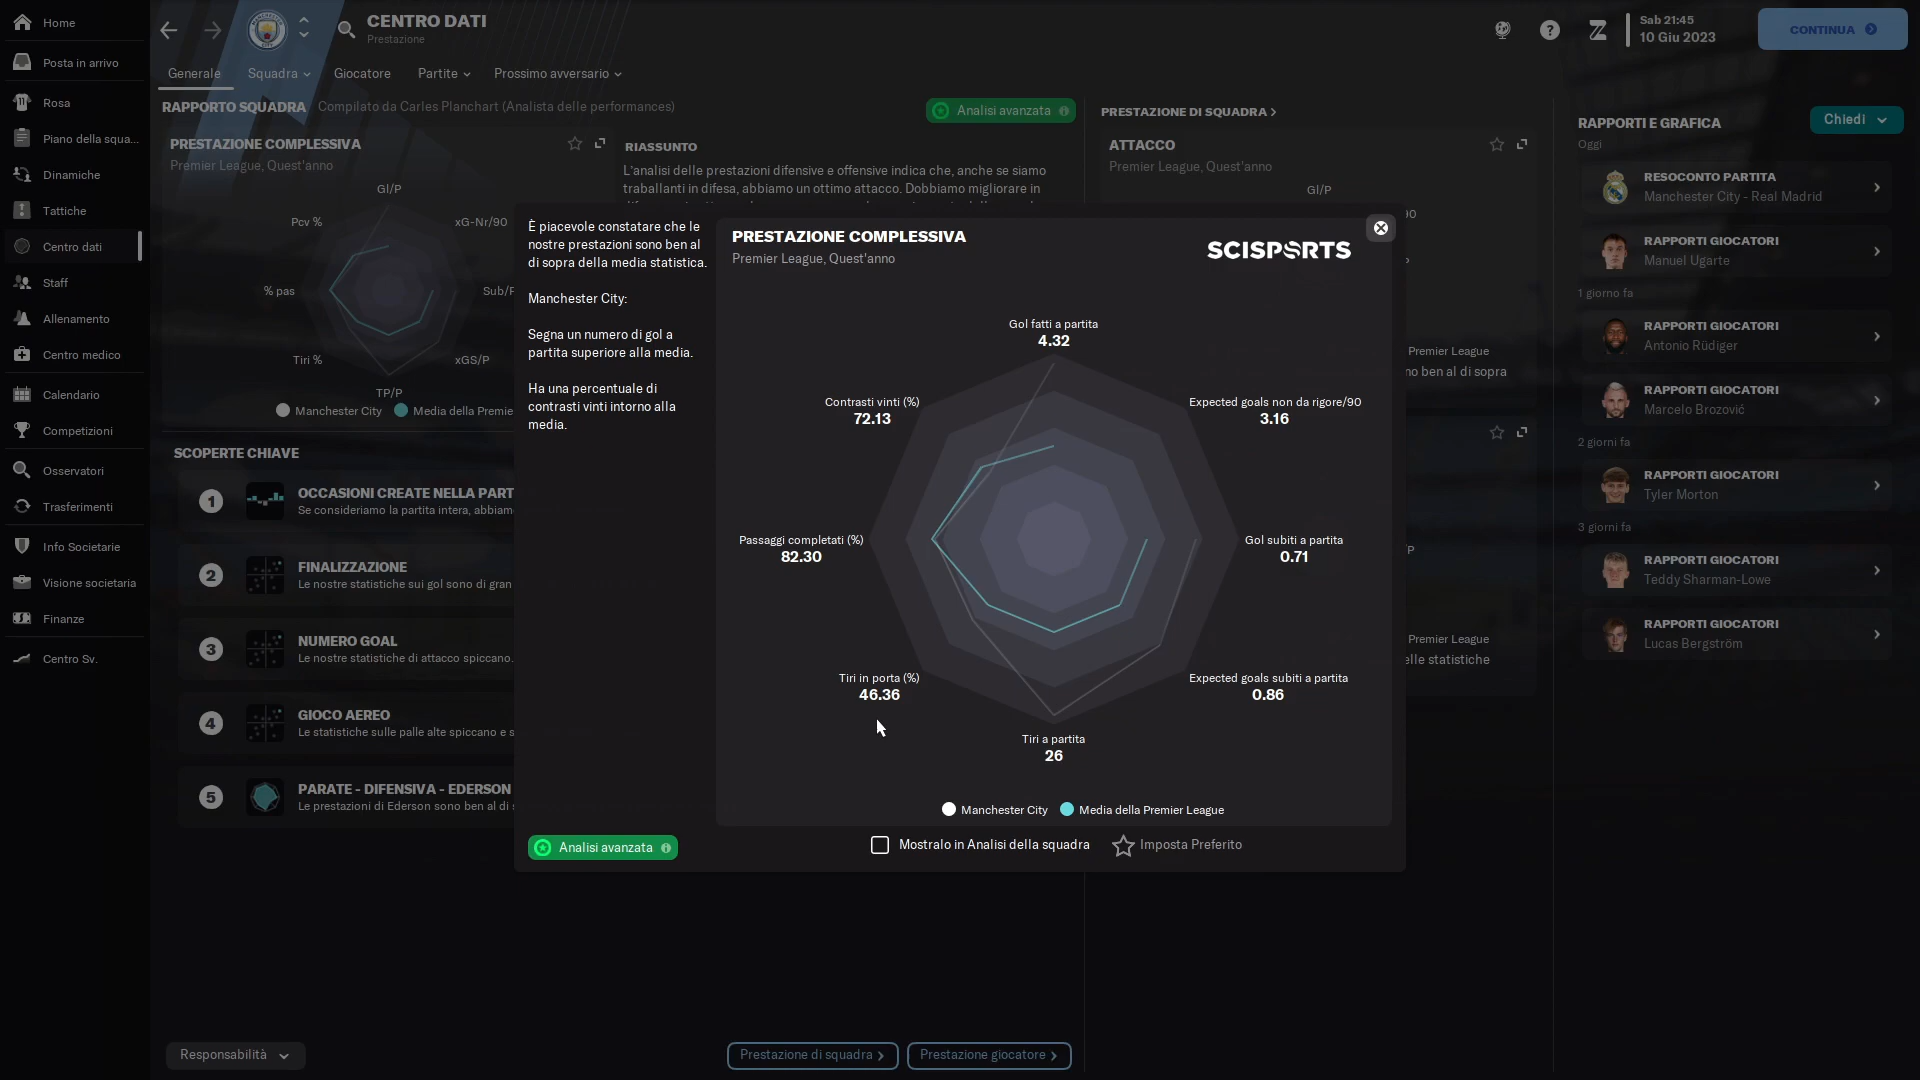 Home
Posta in arrivo
Rosa
Piano della squa...
Dinamiche
Tattiche
Centro dati
Staff
Allenamento
Centro medico
Calendario
Competizioni
Osservatori
Trasferimenti
Info Societarie
Visione societaria
Finanze
Centro Sv.
CENTRO DATI
Prestazione
Sab 21:45
10 Giu 2023
CONTINUA
Generale
Squadra
Giocatore
Partite
Prossimo avversario
RAPPORTO SQUADRA
Compilato da Carles Planchart (Analista delle performances)
Analisi avanzata
PRESTAZIONE COMPLESSIVA
Premier League, Quest'anno
Gl/P
Pcv %
xG-Nr/90
% pas
Sub/P
Tiri %
xGS/P
TP/P
Manchester City
Media della Premie
RIASSUNTO
L'analisi delle prestazioni difensive e offensive indica che, anche se siamo
traballanti in difesa, abbiamo un ottimo attacco. Dobbiamo migliorare in
SCOPERTE CHIAVE
1
OCCASIONI CREATE NELLA PART
Se consideriamo la partita intera, abbiam
2
FINALIZZAZIONE
Le nostre statistiche sui gol sono di gran
3
NUMERO GOAL
Le nostre statistiche di attacco spiccano.
4
GIOCO AEREO
Le statistiche sulle palle alte spiccano e s
5
PARATE - DIFENSIVA - EDERSON
Le prestazioni di Ederson sono ben al di s
Responsabilità
Prestazione di squadra
Prestazione giocatore
È piacevole constatare che le
nostre prestazioni sono ben al
di sopra della media statistica.
Manchester City:
Segna un numero di gol a
partita superiore alla media.
Ha una percentuale di
contrasti vinti intorno alla
media.
Analisi avanzata
PRESTAZIONE COMPLESSIVA
Premier League, Quest'anno
SCISPORTS
Gol fatti a partita
4.32
Contrasti vinti (%)
72.13
Expected goals non da rigore/90
3.16
Passaggi completati (%)
82.30
Gol subiti a partita
0.71
Tiri in porta (%)
46.36
Expected goals subiti a partita
0.86
Tiri a partita
26
Manchester City
Media della Premier League
Mostralo in Analisi della squadra
Imposta Preferito
PRESTAZIONE DI SQUADRA
ATTACCO
Premier League, Quest'anno
Gl/P
90
Premier League
no ben al di sopra
/P
Premier League
elle statistiche
RAPPORTI E GRAFICA
Chiedi
Oggi
RESOCONTO PARTITA
Manchester City - Real Madrid
RAPPORTI GIOCATORI
Manuel Ugarte
1 giorno fa
RAPPORTI GIOCATORI
Antonio Rüdiger
RAPPORTI GIOCATORI
Marcelo Brozović
2 giorni fa
RAPPORTI GIOCATORI
Tyler Morton
3 giorni fa
RAPPORTI GIOCATORI
Teddy Sharman-Lowe
RAPPORTI GIOCATORI
Lucas Bergström